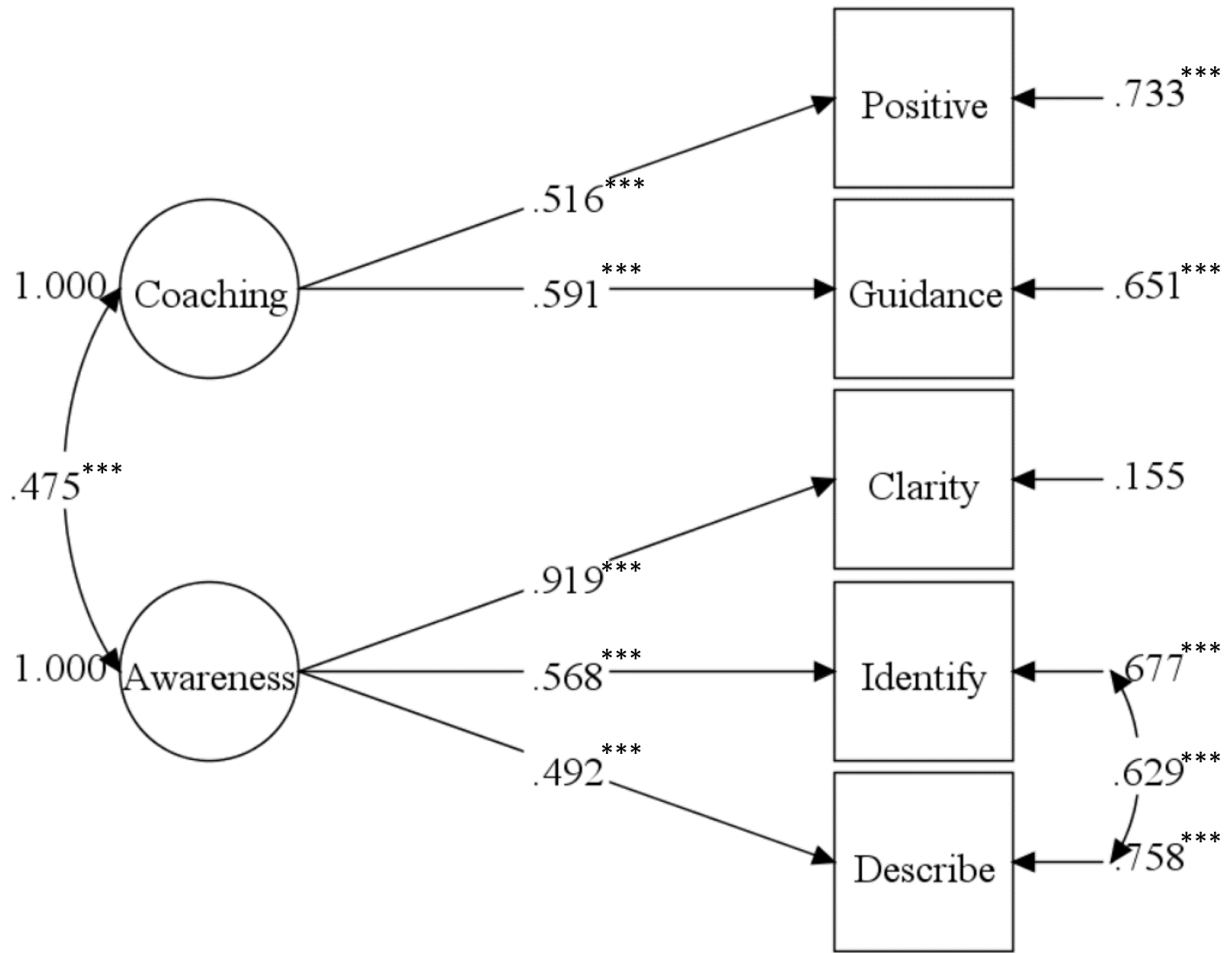 Positive
.733***
.516***
1.000
Coaching
.591***
Guidance
.651***
Clarity
.155
.475***
.919***
1.000
Awareness
.568***
Identify
.677***
.492***
.629***
Describe
.758***